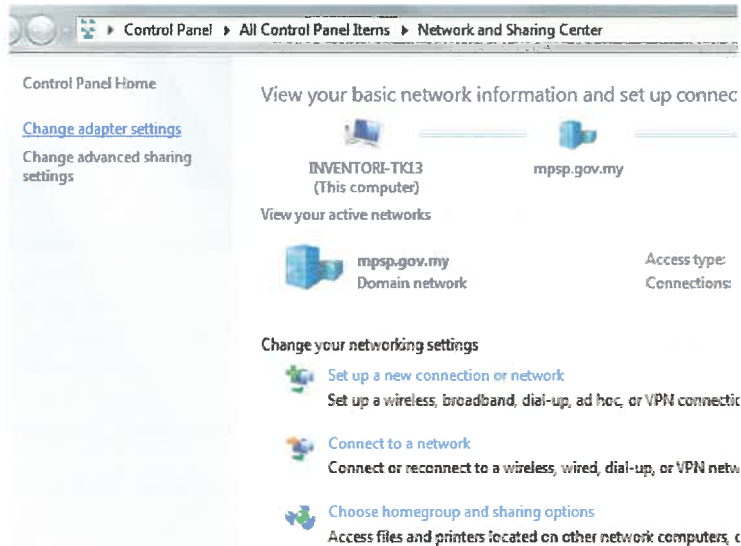 Control Panel ▸ All Control Panel Items ▸ Network and Sharing Center
Control Panel Home
Change adapter settings
Change advanced sharing
settings
View your basic network information and set up connec
INVENTORI-TK13
(This computer)
mpsp.gov.my
View your active networks
mpsp.gov.my
Domain network
Access type:
Connections:
Change your networking settings
Set up a new connection or network
Set up a wireless, broadband, dial-up, ad hoc, or VPN connectic
Connect to a network
Connect or reconnect to a wireless, wired, dial-up, or VPN netw
Choose homegroup and sharing options
Access files and printers located on other network computers, c